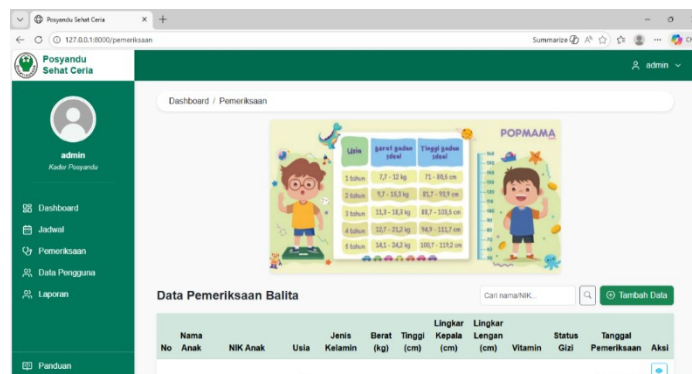 Posyandu Sehat Ceria
127.0.0.1:8000/pemeriksaan
Summarize
Posyandu
Sehat Ceria
admin
Dashboard / Pemeriksaan
admin
Kader Posyandu
Dashboard
Jadwal
Pemeriksaan
Data Pengguna
Laporan
Panduan
POPMAMA
Usia Berat badan ideal Tinggi badan ideal
1 tahun 7,7 - 12 kg 71 - 80,5 cm
2 tahun 81,7 - 93,9 cm
3 tahun 11,3 - 18,3 kg 88,7 - 103,5 cm
4 tahun 12,7 - 21,2 kg 94,9 - 111,7 cm
5 tahun 14,1 - 24,2 kg 100,7 - 119,2 cm
Data Pemeriksaan Balita
Cari nama/NIK...
Tambah Data
No Nama Anak NIK Anak Usia Jenis Kelamin Berat (kg) Tinggi (cm) Lingkar Kepala (cm) Lingkar Lengan (cm) Vitamin Status Gizi Tanggal Pemeriksaan Aksi